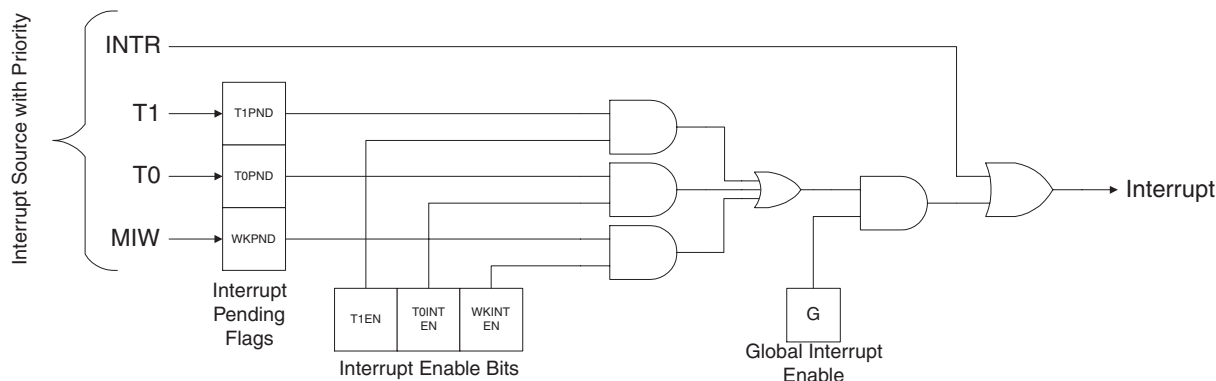 Interrupt Source with Priority
INTR
T1
T1PND
T0
T0PND
MIW
WKPND
Interrupt
Pending
Flags
T1EN
T0INT
EN
WKINT
EN
Interrupt Enable Bits
G
Global Interrupt
Enable
Interrupt